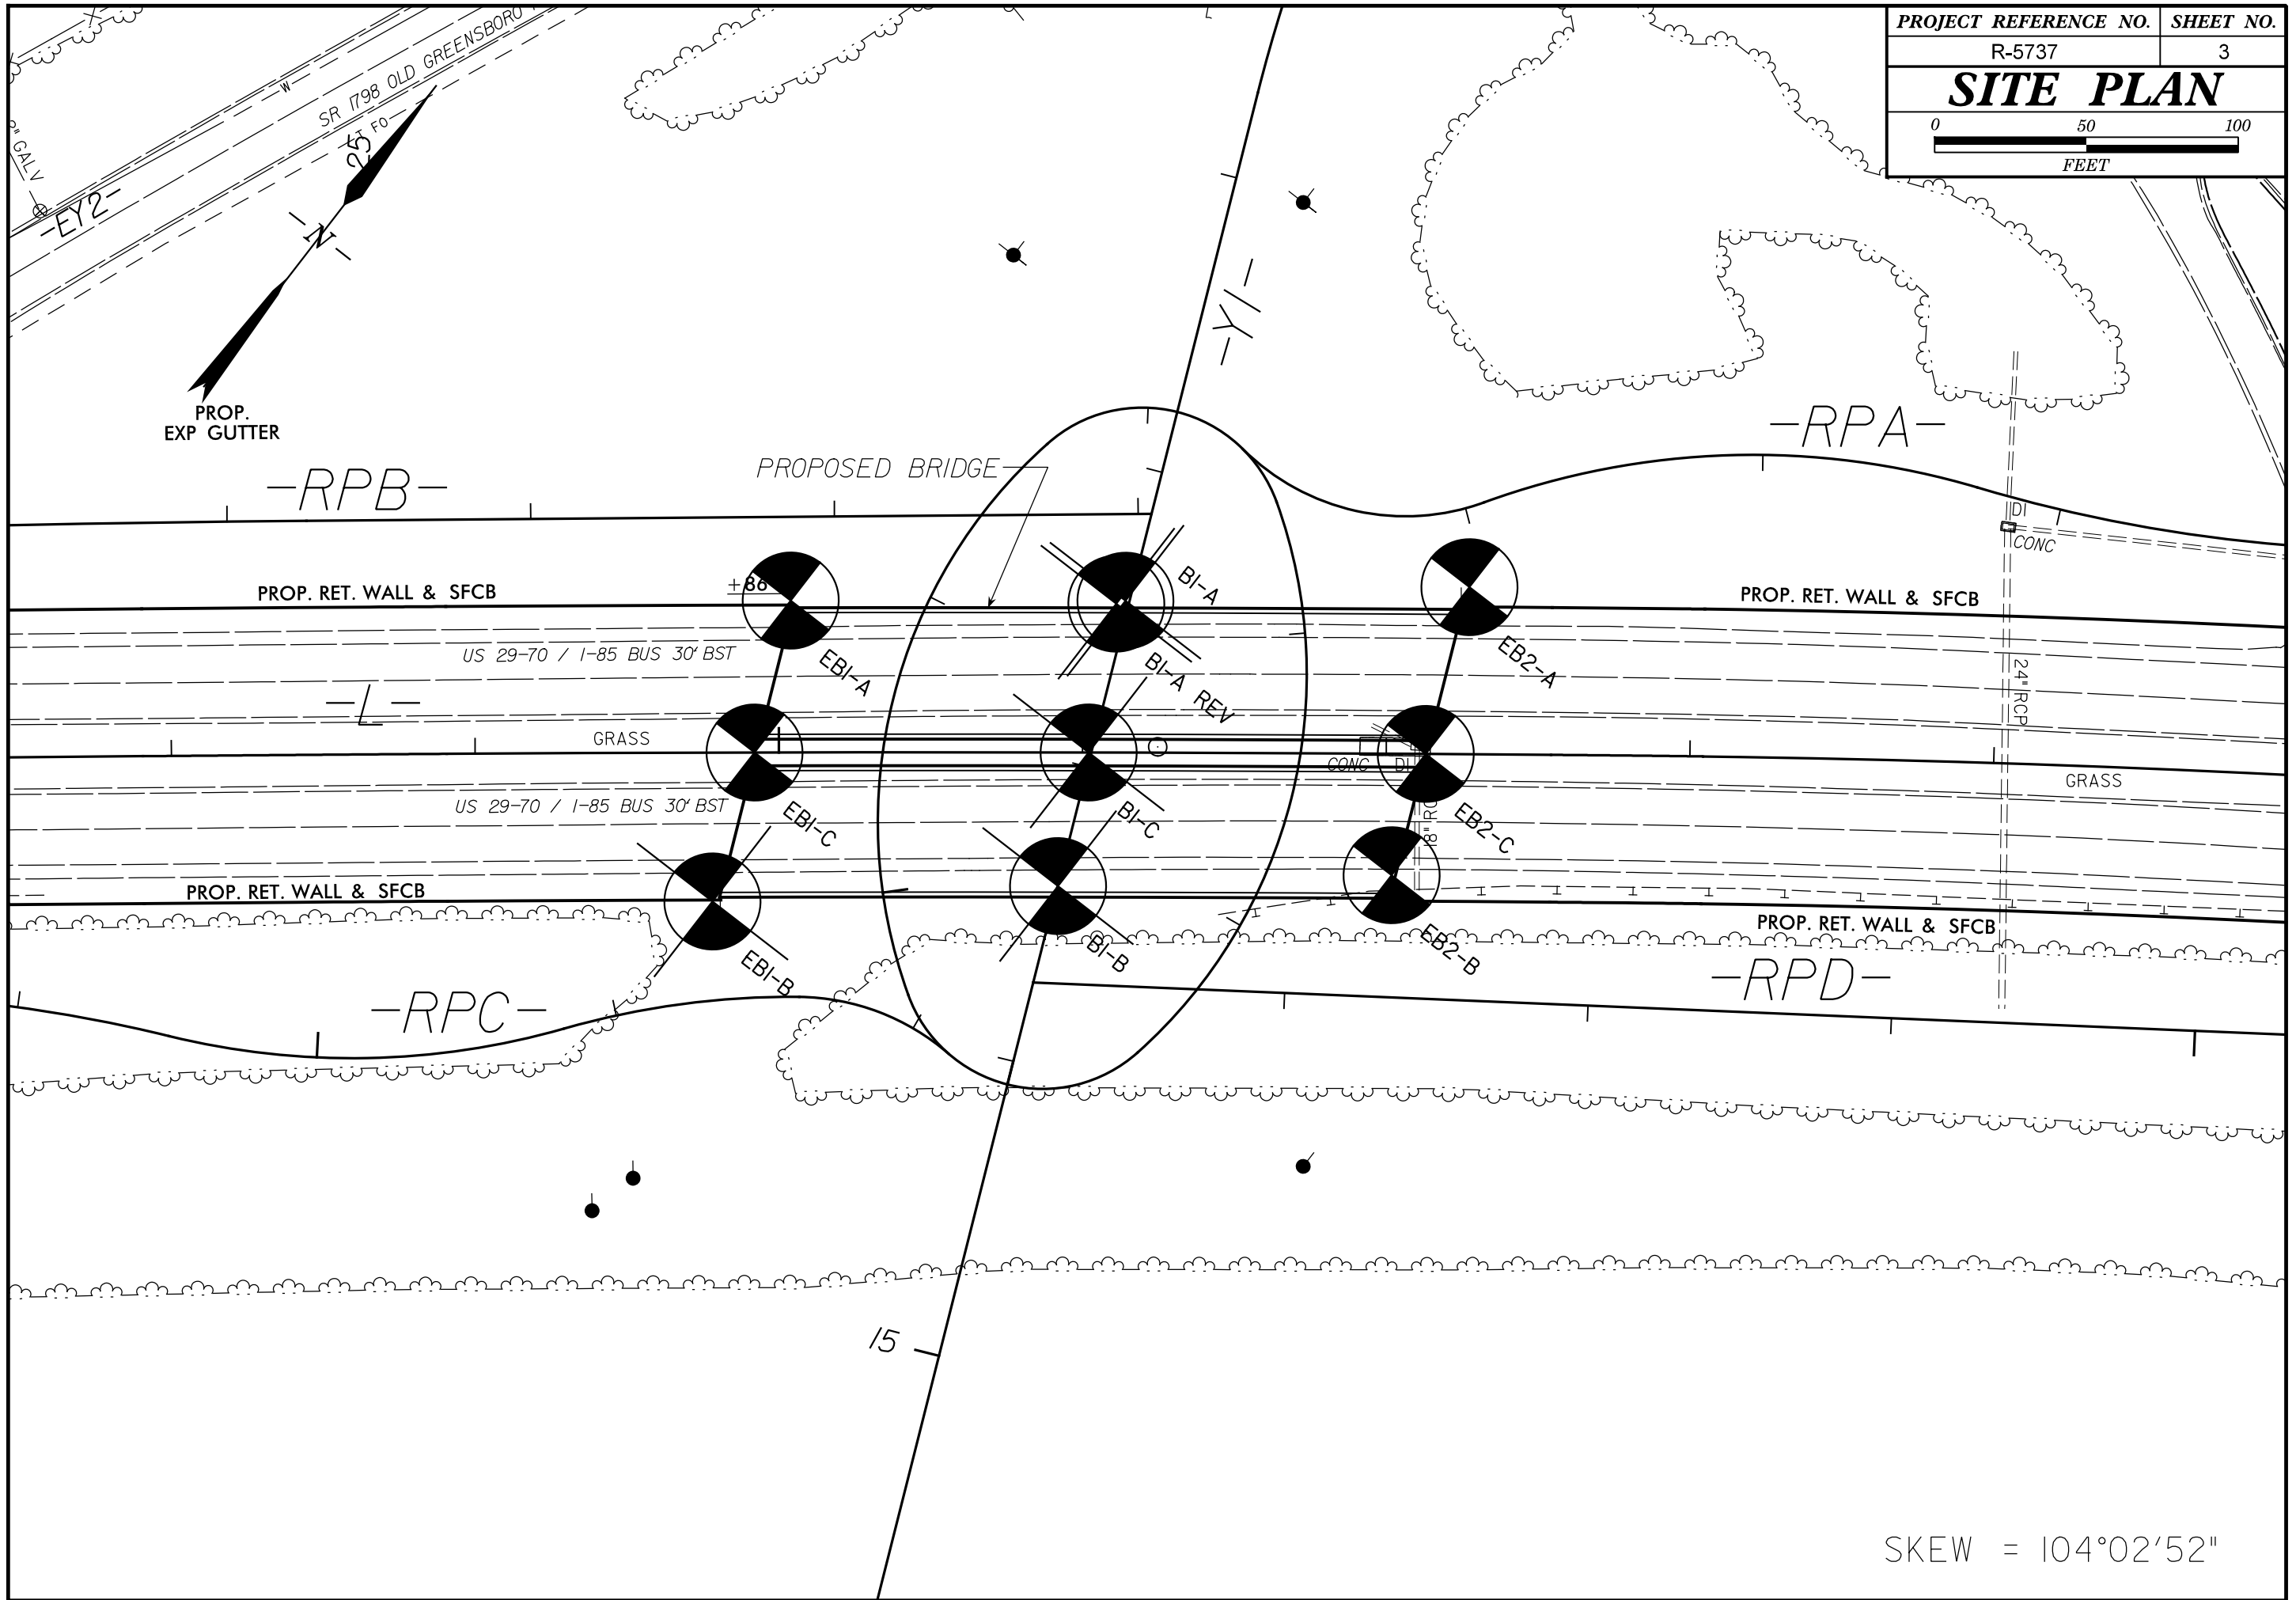 PROJECT REFERENCE NO. SHEET NO.
R-5737 3
SITE PLAN
0 50 100
FEET
SR 1798 OLD GREENSBORO
W
FO
25
GALV
-EY2-
-N-
PROP.
EXP GUTTER
-Y1-
-RPA-
-RPB-
PROPOSED BRIDGE
DI
CONC
+86
B1-A
PROP. RET. WALL & SFCB
PROP. RET. WALL & SFCB
US 29-70 / I-85 BUS 30' BST
EB1-A
B1-A REV
EB2-A
24" RCP
-L-
GRASS
CONC DI
GRASS
US 29-70 / I-85 BUS 30' BST
EB1-C
B1-C
EB2-C
PROP. RET. WALL & SFCB
PROP. RET. WALL & SFCB
EB1-B
B1-B
EB2-B
-RPC-
-RPD-
15
SKEW = 104°02'52"